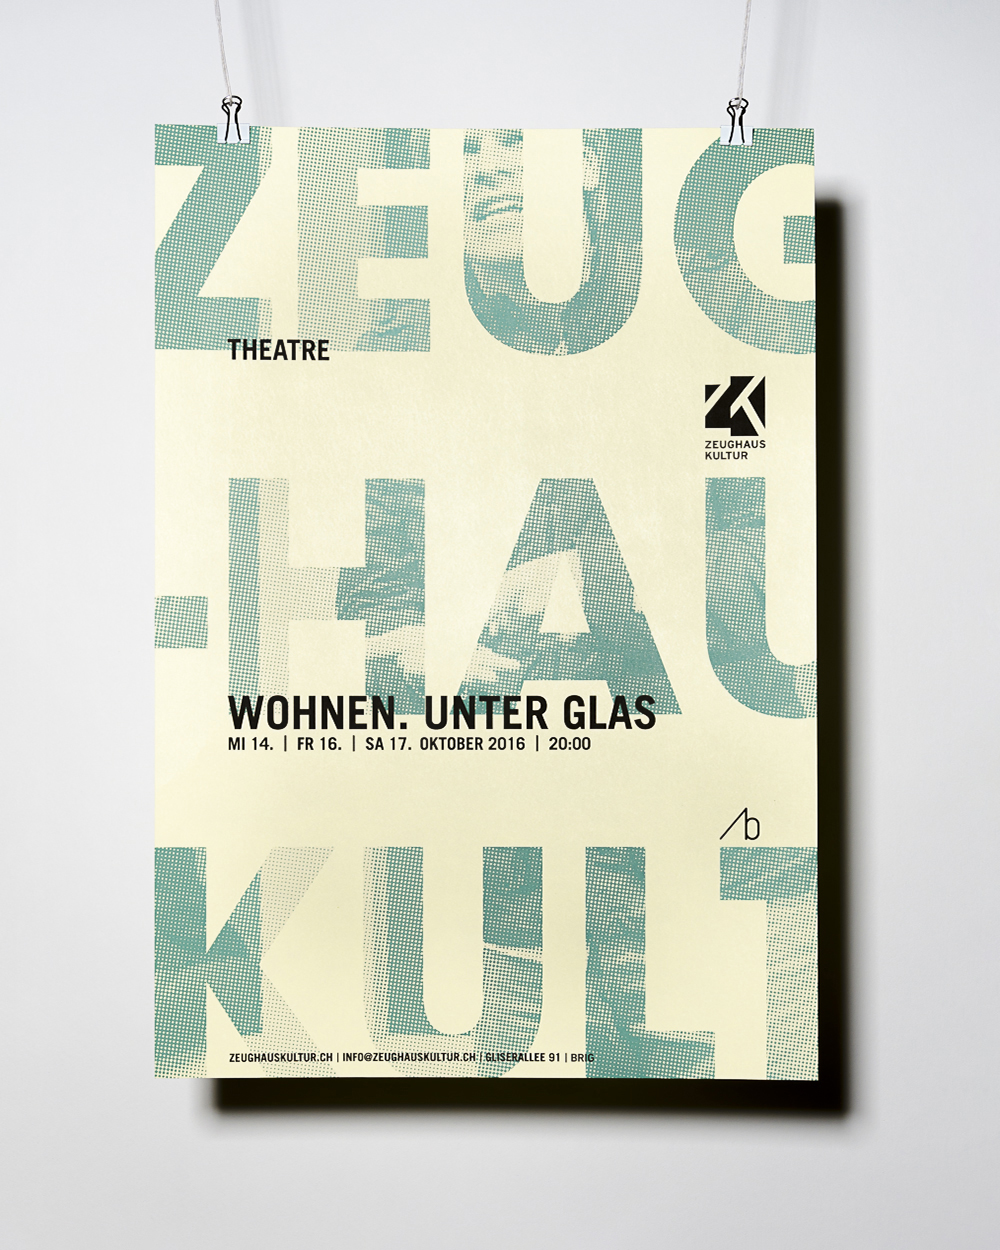 ZEUG
THEATRE
ZEUGHAUS
KULTUR
-HAU
WOHNEN. UNTER GLAS
MI 14. | FR 16. | SA 17. OKTOBER 2016 | 20:00
KULT
ZEUGHAUSKULTUR.CH | INFO@ZEUGHAUSKULTUR.CH | GLISERALLEE 91 | BRIG